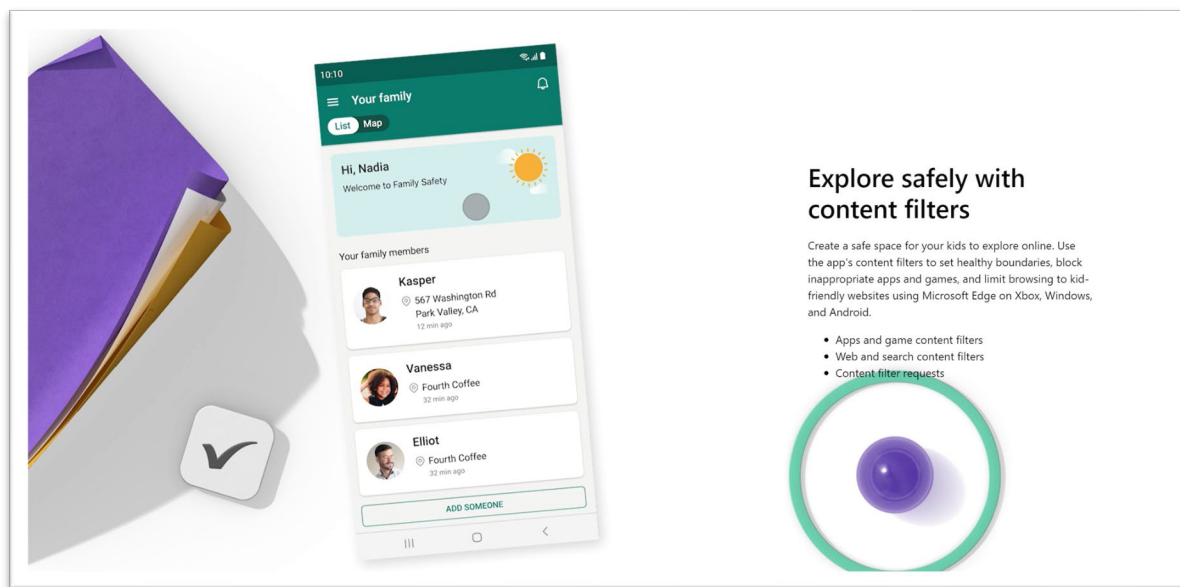 10:10
Your family
List Map
Hi, Nadia
Welcome to Family Safety
Your family members
Kasper
567 Washington Rd
Park Valley, CA
12 min ago
Vanessa
Fourth Coffee
32 min ago
Elliot
Fourth Coffee
32 min ago
ADD SOMEONE
Explore safely with
content filters
Create a safe space for your kids to explore online. Use
the app's content filters to set healthy boundaries, block
inappropriate apps and games, and limit browsing to kid-
friendly websites using Microsoft Edge on Xbox, Windows,
and Android.
• Apps and game content filters
• Web and search content filters
• Content filter requests